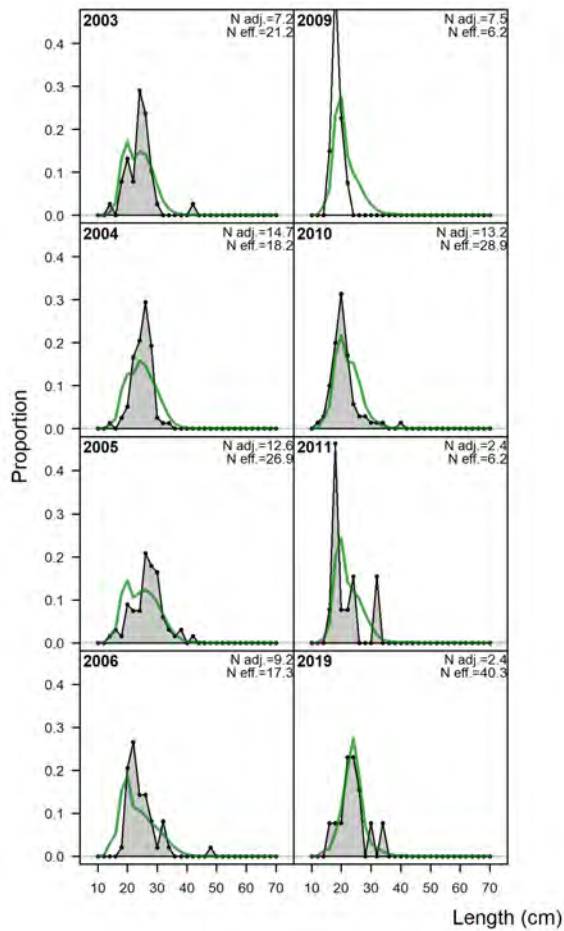 2003
N adj.=7.2
N eff.=21.2
0.4
0.3
0.2
0.1
0.0
2009
N adj.=7.5
N eff.=6.2
2004
N adj.=14.7
N eff.=18.2
0.4
0.3
0.2
0.1
0.0
2010
N adj.=13.2
N eff.=28.9
Proportion
2005
N adj.=12.6
N eff.=26.9
0.4
0.3
0.2
0.1
0.0
2011
N adj.=2.4
N eff.=6.2
2006
N adj.=9.2
N eff.=17.3
0.4
0.3
0.2
0.1
0.0
2019
N adj.=2.4
N eff.=40.3
10 20 30 40 50 60 70
10 20 30 40 50 60 70
Length (cm)